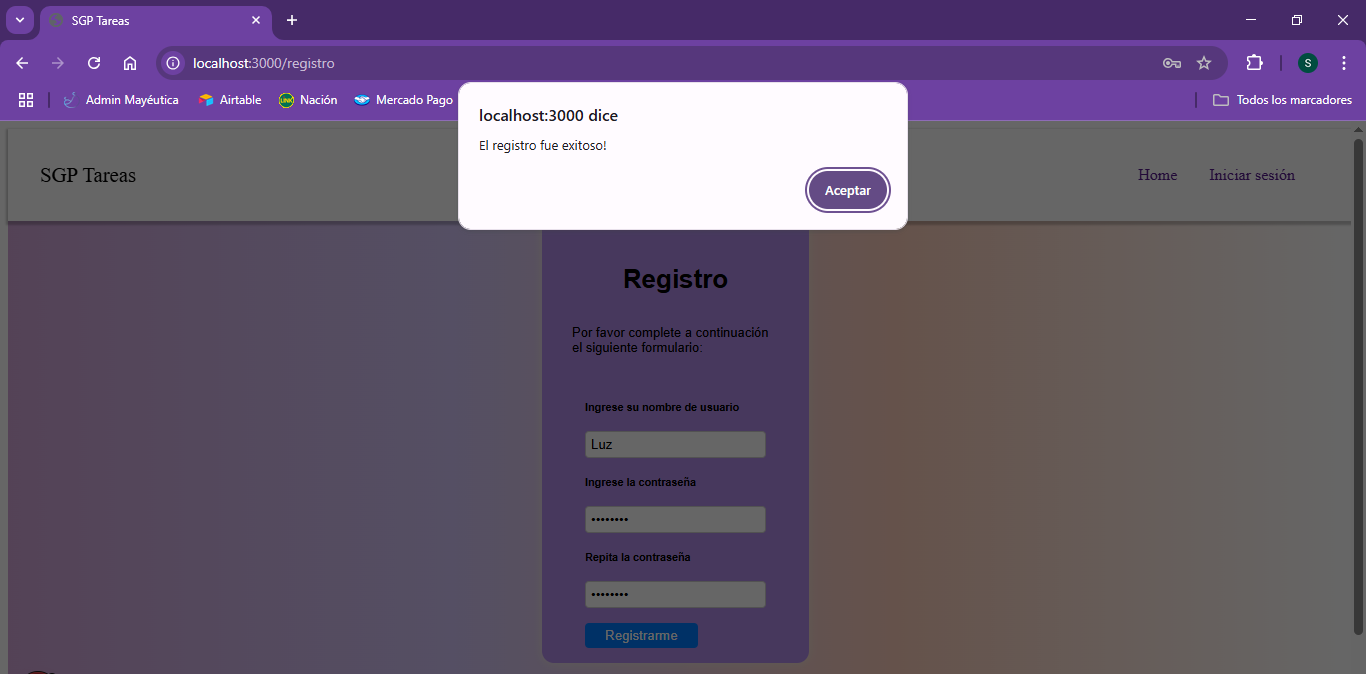 SGP Tareas
localhost:3000/registro
S
Admin Mayéutica
Airtable
LINK
Nación
Mercado Pago
Todos los marcadores
localhost:3000 dice
El registro fue exitoso!
Aceptar
SGP Tareas
Home
Iniciar sesión
Registro
Por favor complete a continuación
el siguiente formulario:
Ingrese su nombre de usuario
Luz
Ingrese la contraseña
••••••••
Repita la contraseña
••••••••
Registrarme